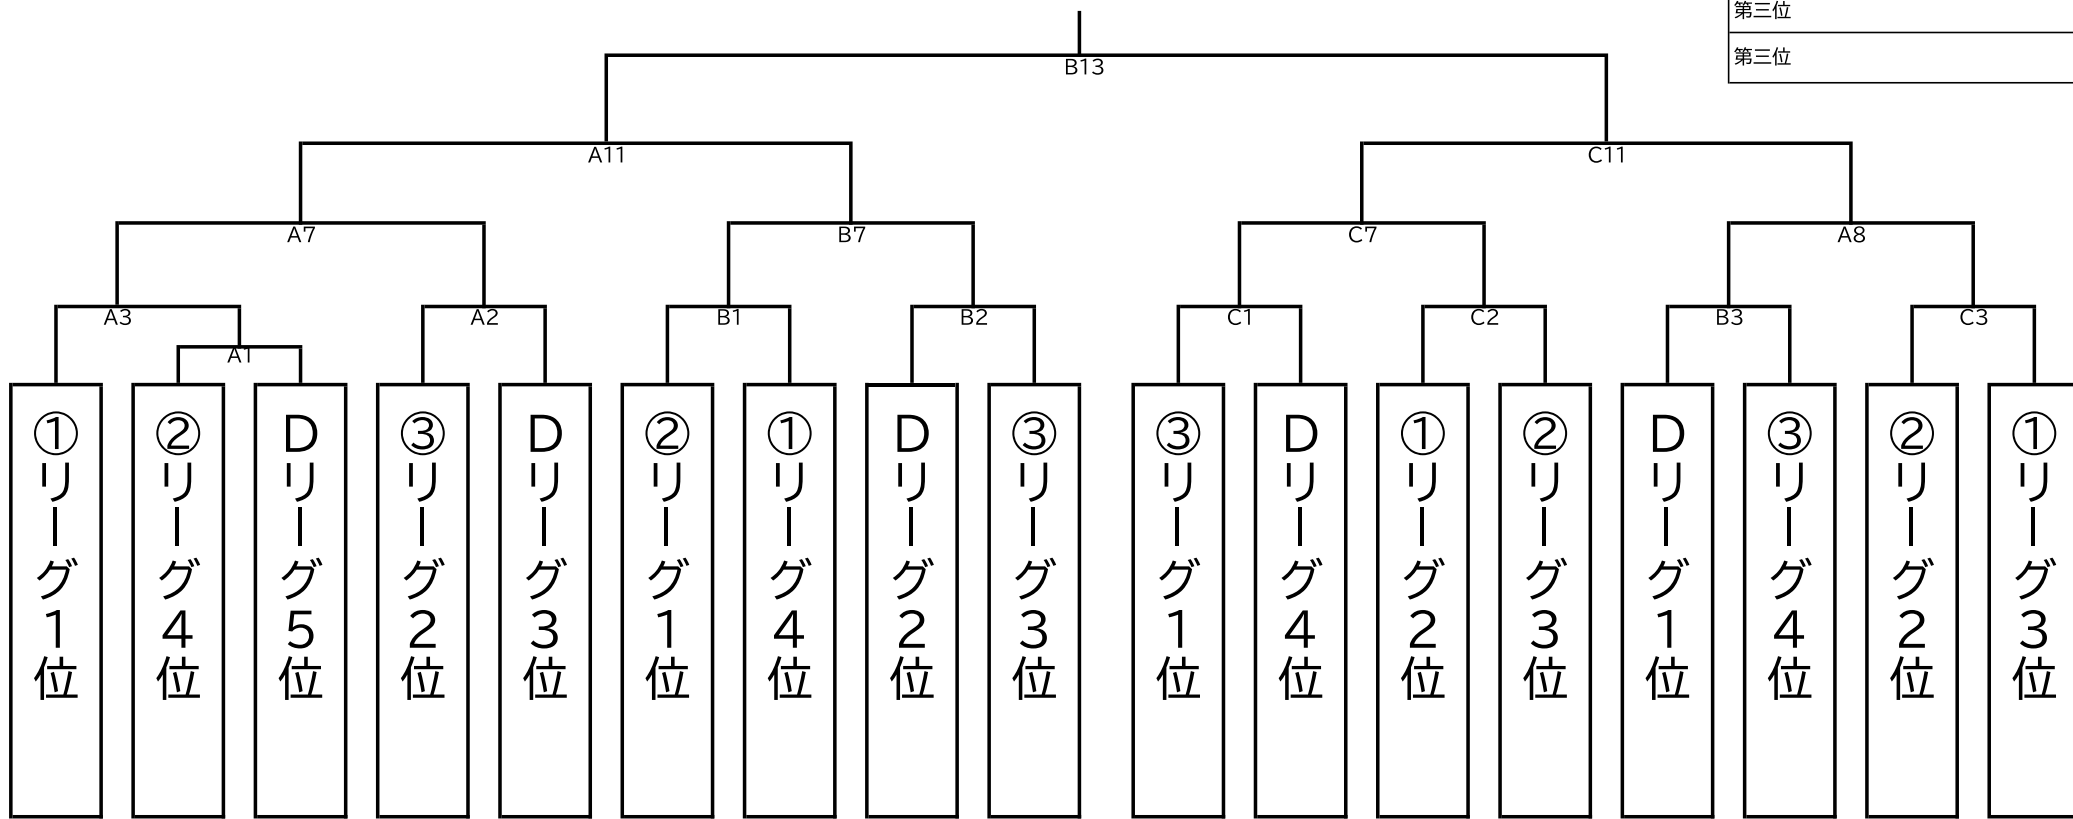 第三位
第三位
B13
A11
C11
A7
B7
C7
A8
A3
A2
B1
B2
C1
C2
B3
C3
A1
①リーグ1位
②リーグ4位
Dリーグ5位
③リーグ2位
Dリーグ3位
②リーグ1位
①リーグ4位
Dリーグ2位
③リーグ3位
③リーグ1位
Dリーグ4位
①リーグ2位
②リーグ3位
Dリーグ1位
③リーグ4位
②リーグ2位
①リーグ3位